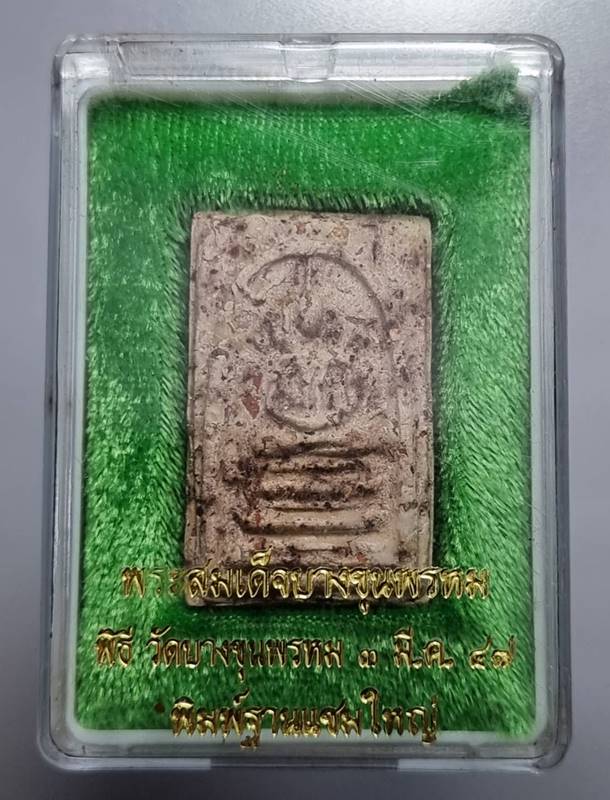 พระสมเด็จบางขุนพรหม
พิธี วัดบางขุนพรหม ๓ มี.ค. ๔๗
พิมพ์ฐานแซมใหญ่